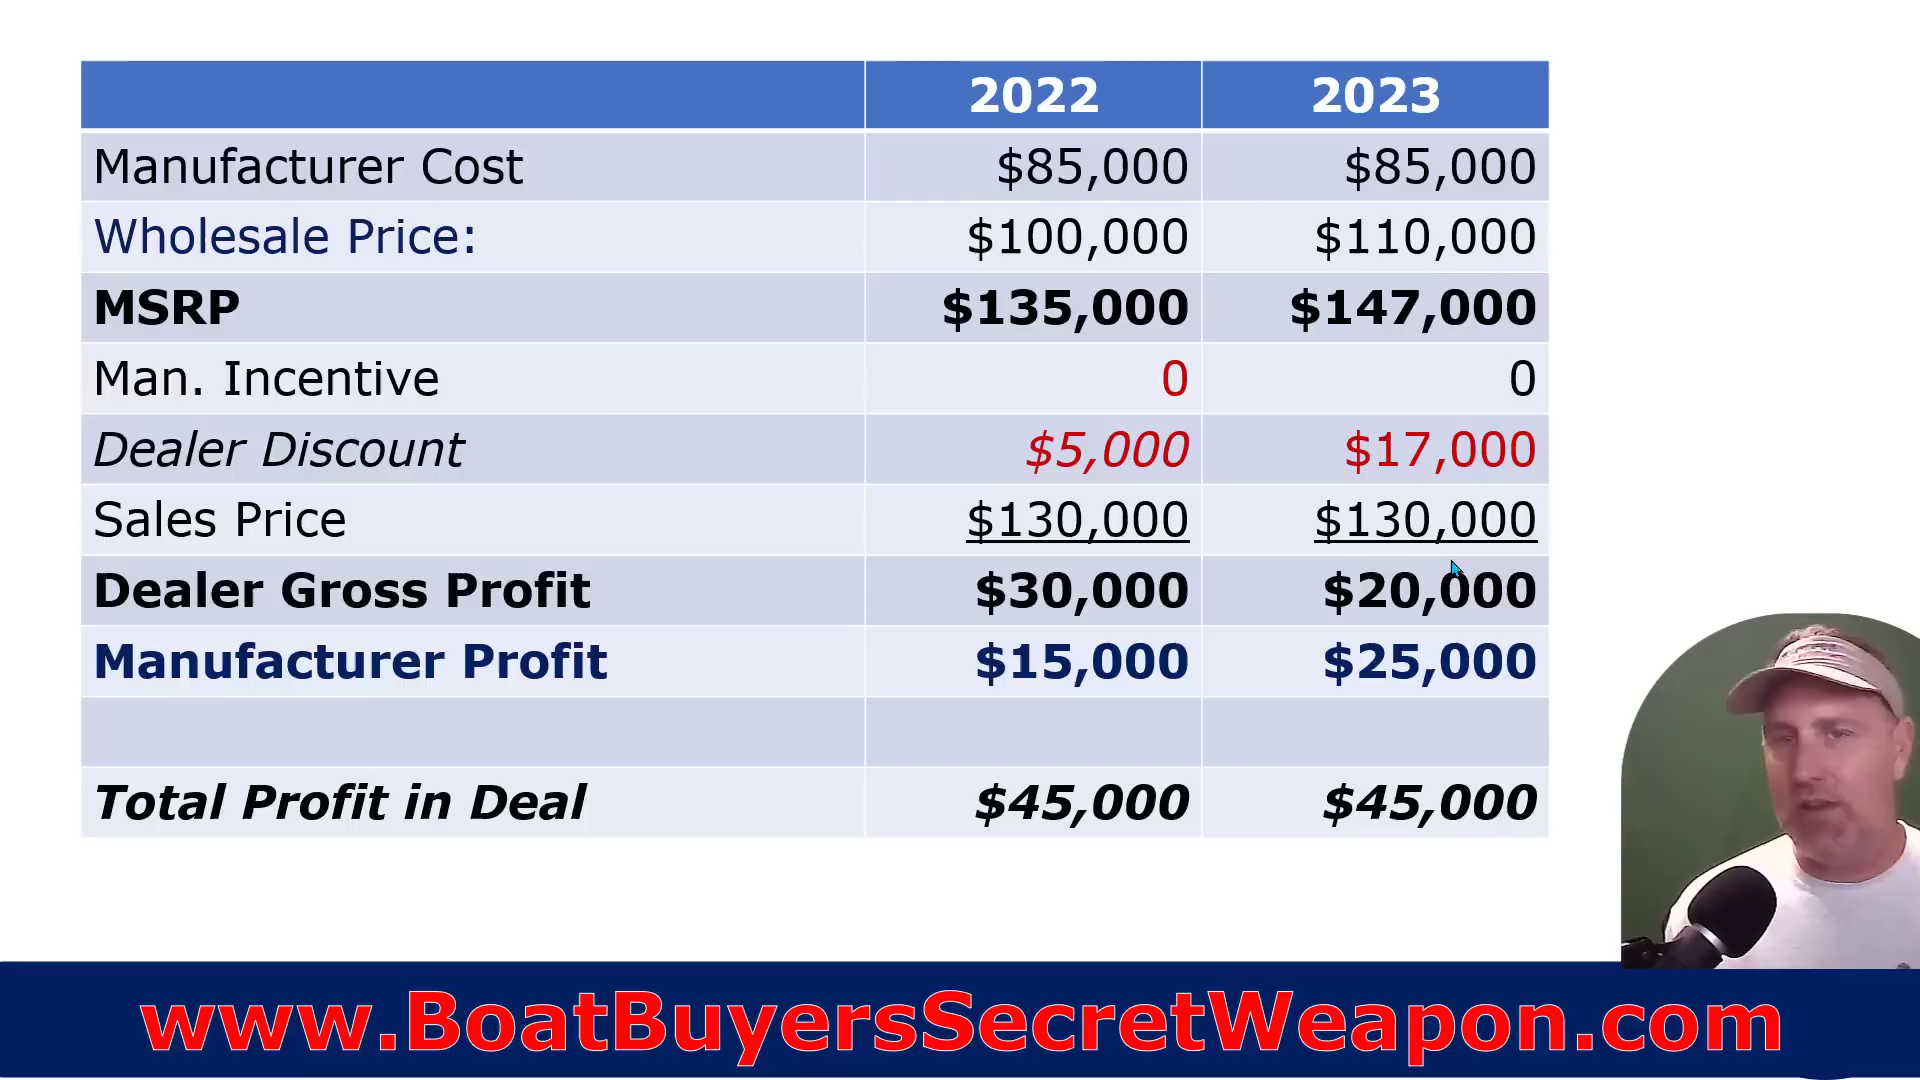 2022 2023
Manufacturer Cost $85,000 $85,000
Wholesale Price: $100,000 $110,000
MSRP $135,000 $147,000
Man. Incentive 0 0
Dealer Discount $5,000 $17,000
Sales Price $130,000 $130,000
Dealer Gross Profit $30,000 $20,000
Manufacturer Profit $15,000 $25,000
Total Profit in Deal $45,000 $45,000
www.BoatBuyersSecretWeapon.com